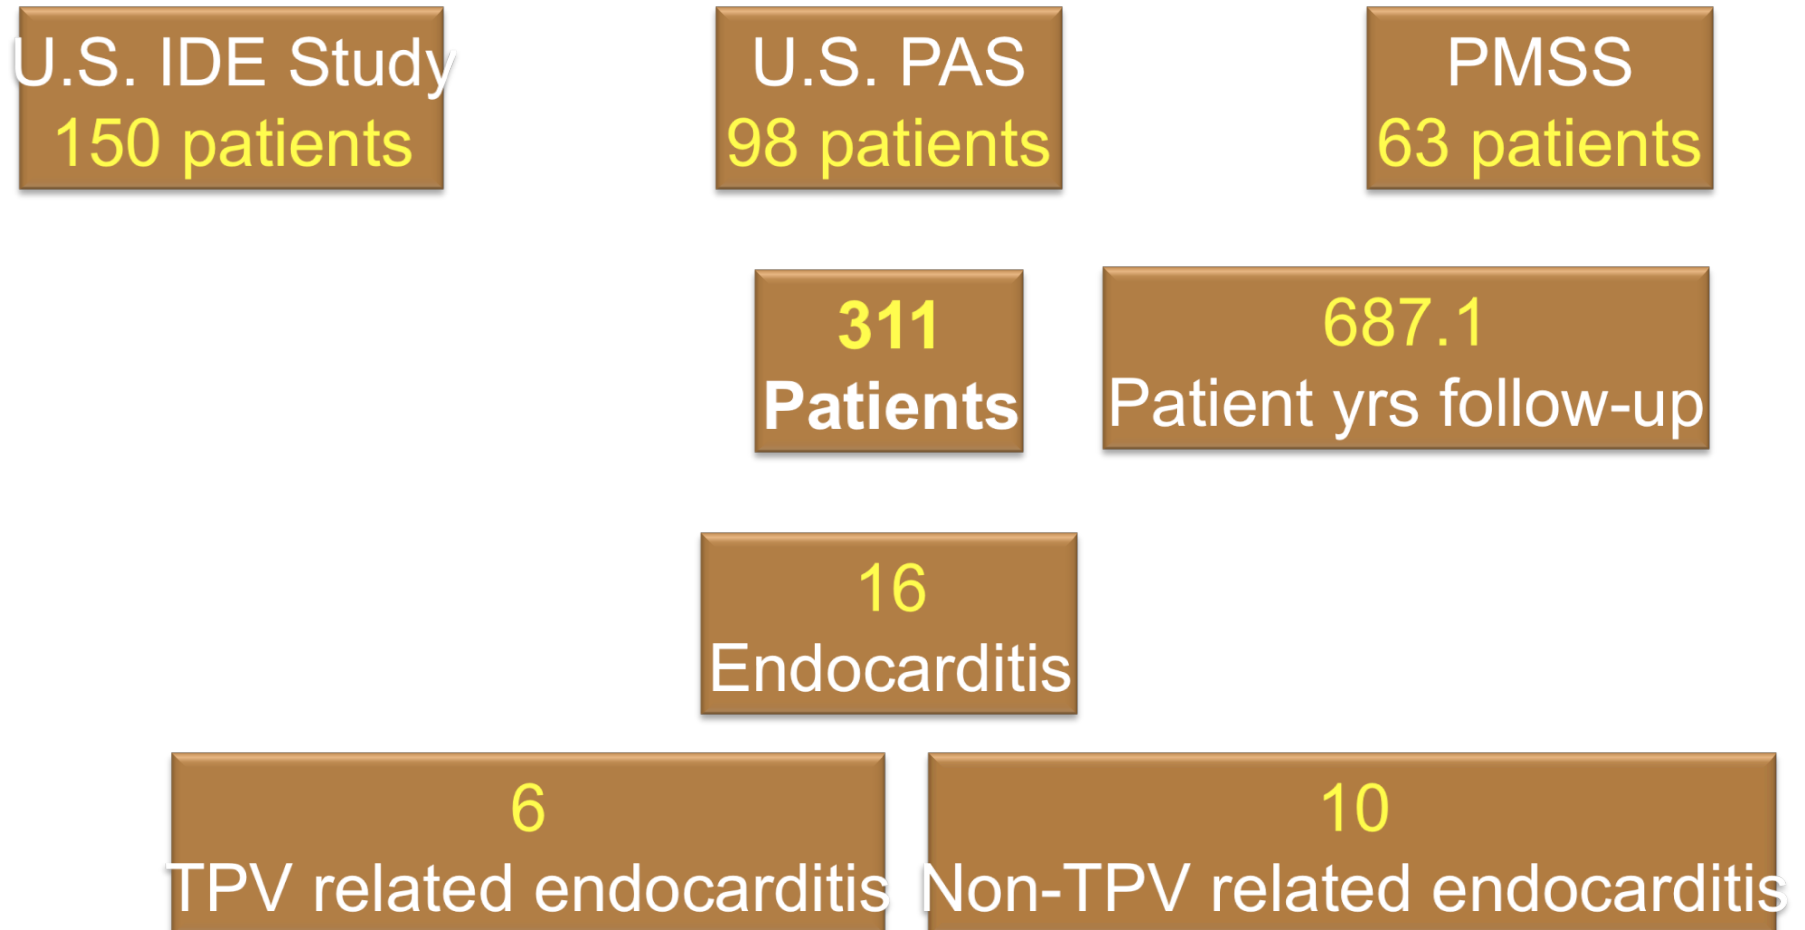 U.S. IDE Study
150 patients
U.S. PAS
98 patients
PMSS
63 patients
311
Patients
687.1
Patient yrs follow-up
16
Endocarditis
6
TPV related endocarditis
10
Non-TPV related endocarditis